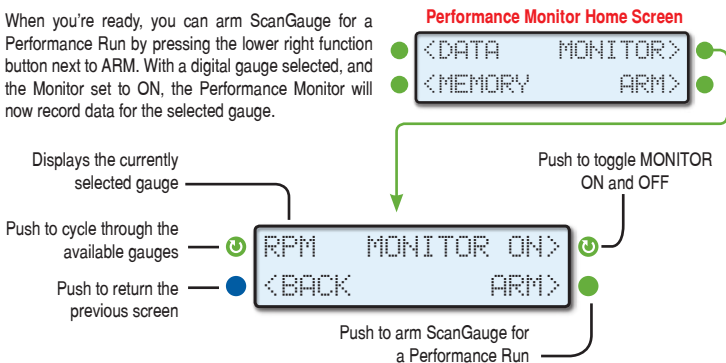 When you're ready, you can arm ScanGauge for a
Performance Run by pressing the lower right function
button next to ARM. With a digital gauge selected, and
the Monitor set to ON, the Performance Monitor will
now record data for the selected gauge.
Performance Monitor Home Screen
<DATA MONITOR>
<MEMORY ARM>
Displays the currently
selected gauge
Push to toggle MONITOR
ON and OFF
Push to cycle through the
available gauges
RPM MONITOR ON>
Push to return the
previous screen
<BACK ARM>
Push to arm ScanGauge for
a Performance Run